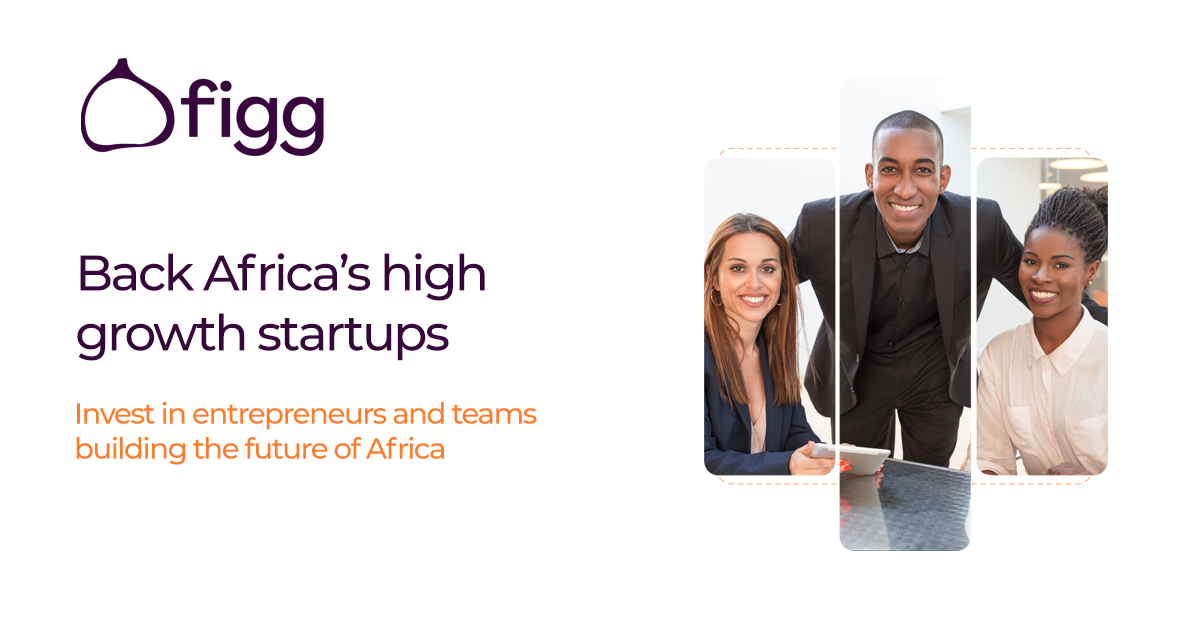 figg
Back Africa’s high
growth startups
Invest in entrepreneurs and teams
building the future of Africa